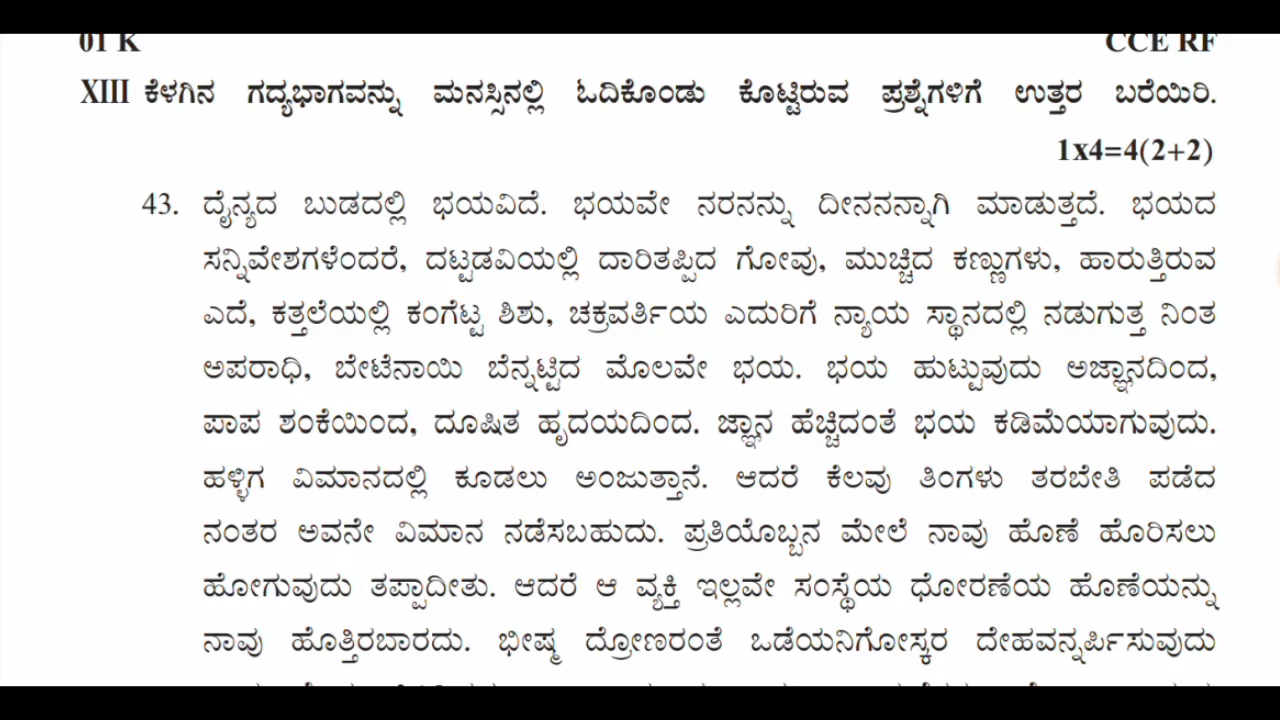 01 K CCE RF
XIII ಕೆಳಗಿನ ಗದ್ಯಭಾಗವನ್ನು ಮನಸ್ಸಿನಲ್ಲಿ ಓದಿಕೊಂಡು ಕೊಟ್ಟಿರುವ ಪ್ರಶ್ನೆಗಳಿಗೆ ಉತ್ತರ ಬರೆಯಿರಿ.
1x4=4(2+2)
43. ದೈನ್ಯದ ಬುಡದಲ್ಲಿ ಭಯವಿದೆ. ಭಯವೇ ನರನನ್ನು ದೀನನನ್ನಾಗಿ ಮಾಡುತ್ತದೆ. ಭಯದ
ಸನ್ನಿವೇಶಗಳೆಂದರೆ, ದಟ್ಟಡವಿಯಲ್ಲಿ ದಾರಿತಪ್ಪಿದ ಗೋವು, ಮುಚ್ಚಿದ ಕಣ್ಣುಗಳು, ಹಾರುತ್ತಿರುವ
ಎದೆ, ಕತ್ತಲೆಯಲ್ಲಿ ಕಂಗೆಟ್ಟ ಶಿಶು, ಚಕ್ರವರ್ತಿಯ ಎದುರಿಗೆ ನ್ಯಾಯ ಸ್ಥಾನದಲ್ಲಿ ನಡುಗುತ್ತ ನಿಂತ
ಅಪರಾಧಿ, ಬೇಟೆನಾಯಿ ಬೆನ್ನಟ್ಟಿದ ಮೊಲವೇ ಭಯ. ಭಯ ಹುಟ್ಟುವುದು ಅಜ್ಞಾನದಿಂದ,
ಪಾಪ ಶಂಕೆಯಿಂದ, ದೂಷಿತ ಹೃದಯದಿಂದ. ಜ್ಞಾನ ಹೆಚ್ಚಿದಂತೆ ಭಯ ಕಡಿಮೆಯಾಗುವುದು.
ಹಳ್ಳಿಗ ವಿಮಾನದಲ್ಲಿ ಕೂಡಲು ಅಂಜುತ್ತಾನೆ. ಆದರೆ ಕೆಲವು ತಿಂಗಳು ತರಬೇತಿ ಪಡೆದ
ನಂತರ ಅವನೇ ವಿಮಾನ ನಡೆಸಬಹುದು. ಪ್ರತಿಯೊಬ್ಬನ ಮೇಲೆ ನಾವು ಹೊಣೆ ಹೊರಿಸಲು
ಹೋಗುವುದು ತಪ್ಪಾದೀತು. ಆದರೆ ಆ ವ್ಯಕ್ತಿ ಇಲ್ಲವೇ ಸಂಸ್ಥೆಯ ಧೋರಣೆಯ ಹೊಣೆಯನ್ನು
ನಾವು ಹೊತ್ತಿರಬಾರದು. ಭೀಷ್ಮ ದ್ರೋಣರಂತೆ ಒಡೆಯನಿಗೋಸ್ಕರ ದೇಹವನ್ನರ್ಪಿಸುವುದು